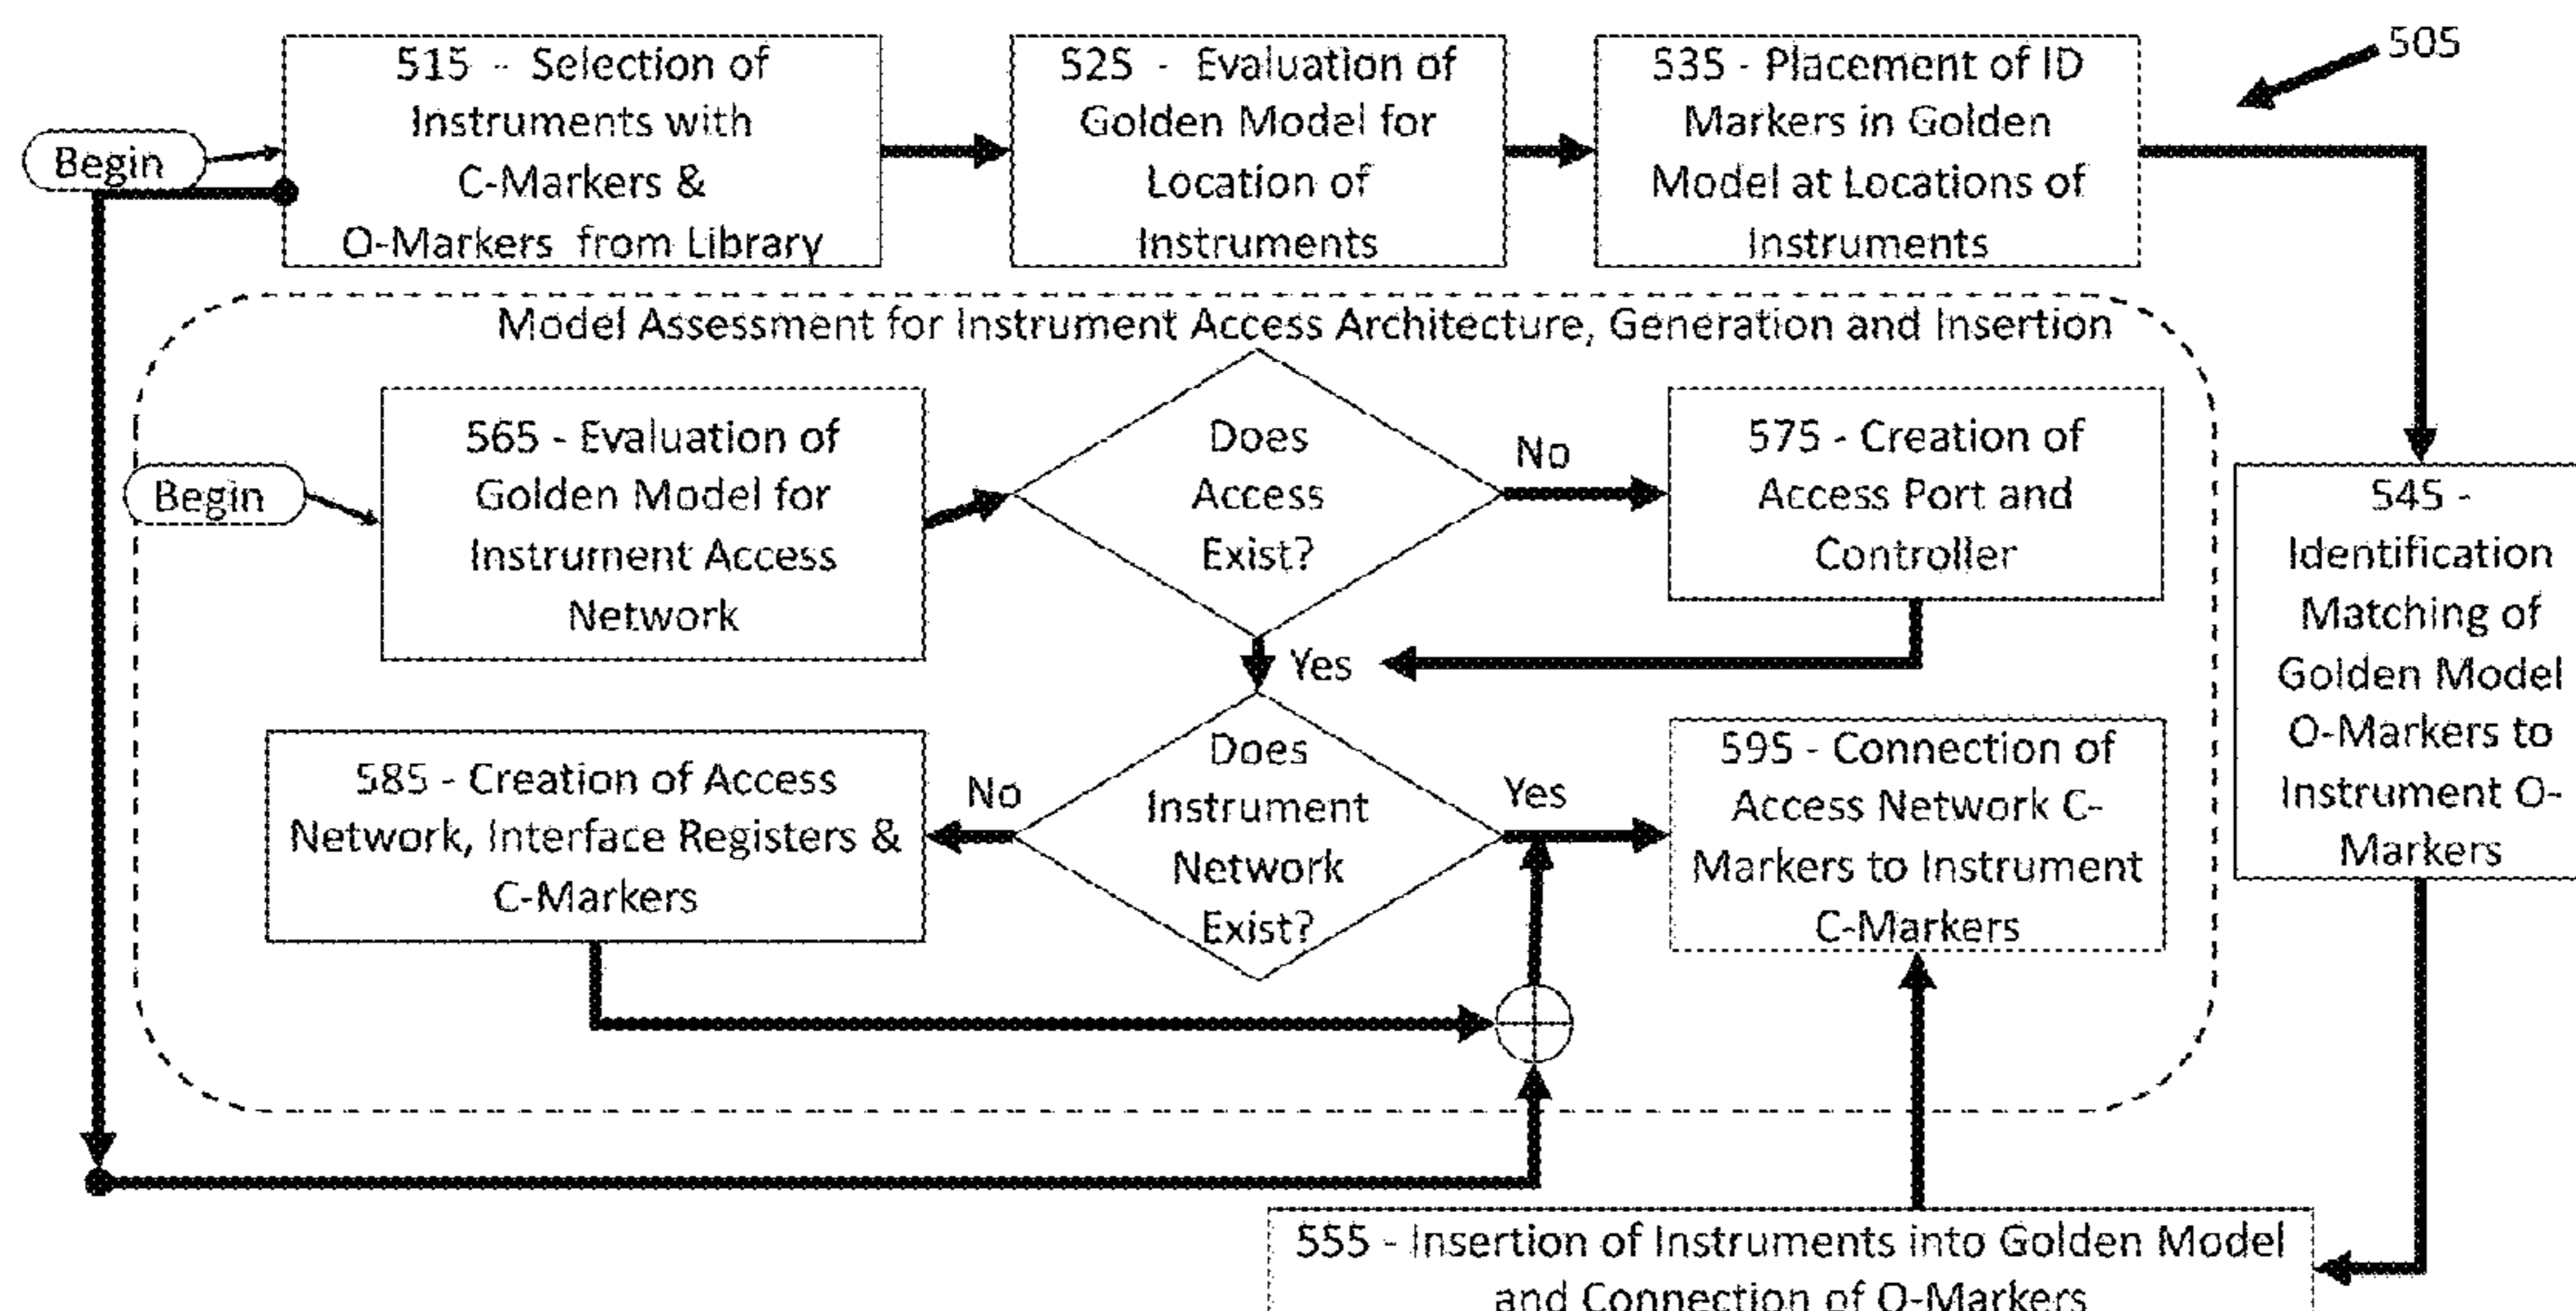 505
515 - Selection of
Instruments with
C-Markers &
O-Markers from Library
525 - Evaluation of
Golden Model for
Location of
Instruments
535 - Placement of ID
Markers in Golden
Model at Locations of
Instruments
Begin
Model Assessment for Instrument Access Architecture, Generation and Insertion
Begin
565 - Evaluation of
Golden Model for
Instrument Access
Network
Does
Access
Exist?
No
575 - Creation of
Access Port and
Controller
Yes
545 -
Identification
Matching of
Golden Model
O-Markers to
Instrument O-
Markers
585 - Creation of Access
Network, Interface Registers &
C-Markers
No
Does
Instrument
Network
Exist?
Yes
595 - Connection of
Access Network C-
Markers to Instrument
C-Markers
555 - Insertion of Instruments into Golden Model
and Connection of O-Markers